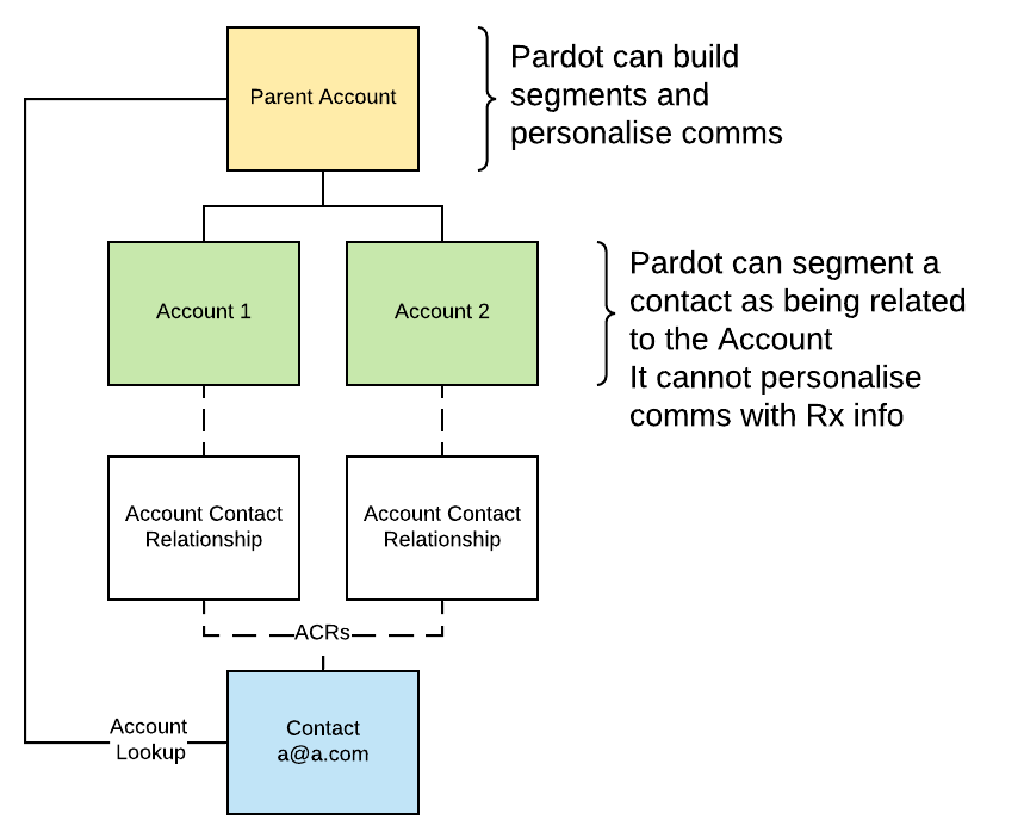 Parent Account
Pardot can build
segments and
personalise comms
Account 1
Account 2
Pardot can segment a
contact as being related
to the Account
It cannot personalise
comms with Rx info
Account Contact
Relationship
Account Contact
Relationship
ACRs
Account
Lookup
Contact
a@a.com